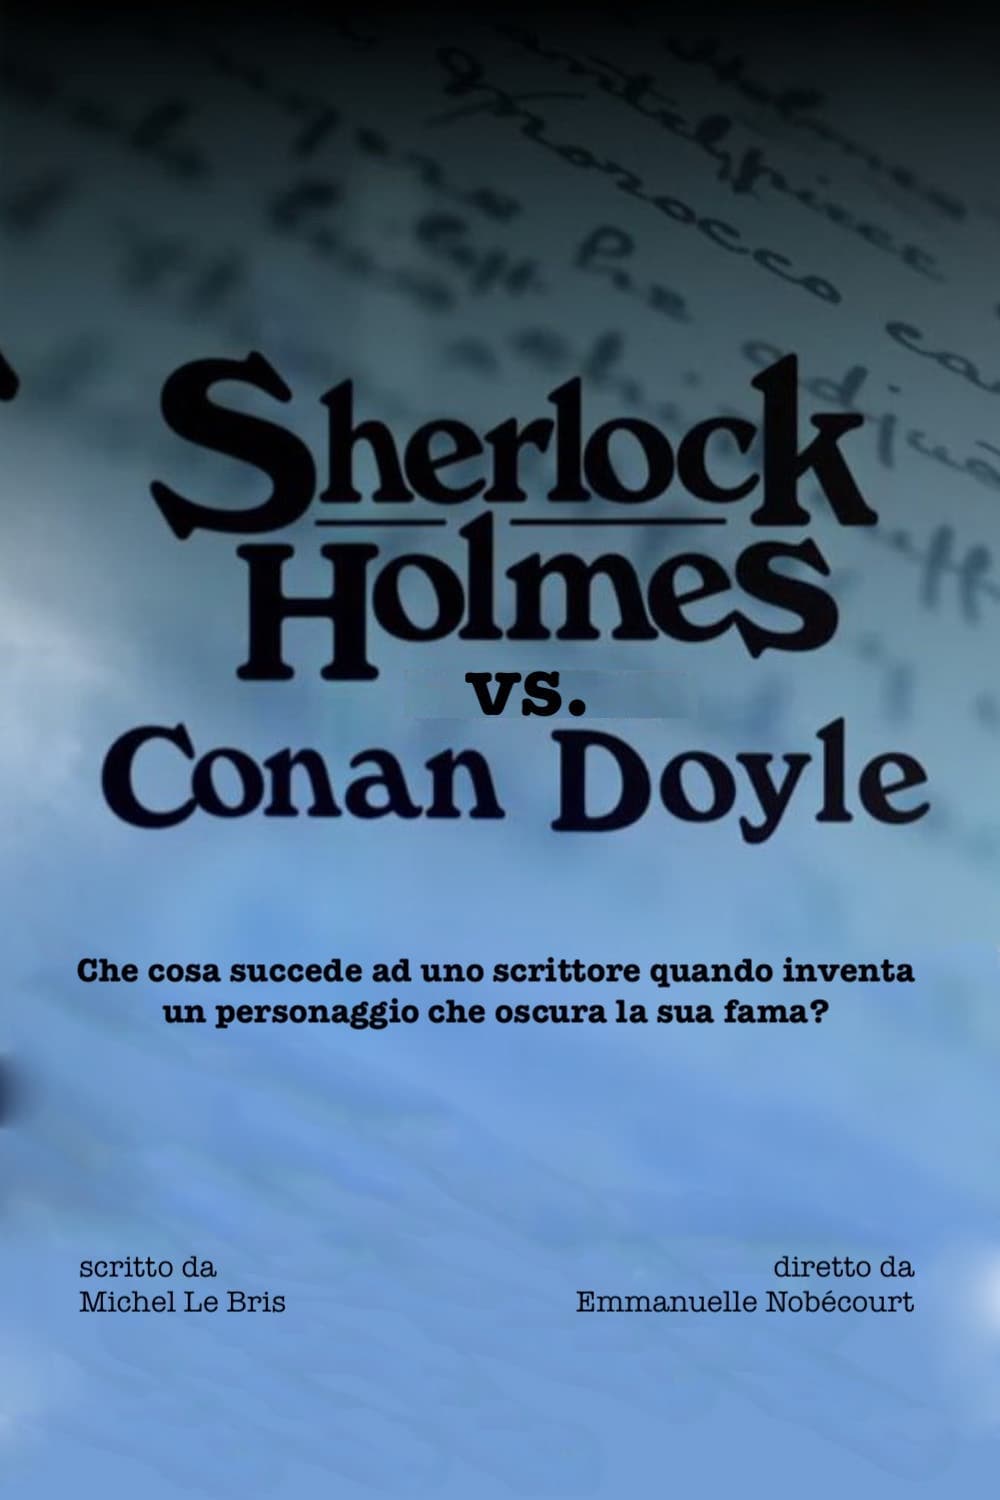 morocco
Sherlock
Holmes
vs.
Conan Doyle
Che cosa succede ad uno scrittore quando inventa
un personaggio che oscura la sua fama?
scritto da
Michel Le Bris
diretto da
Emmanuelle Nobécourt